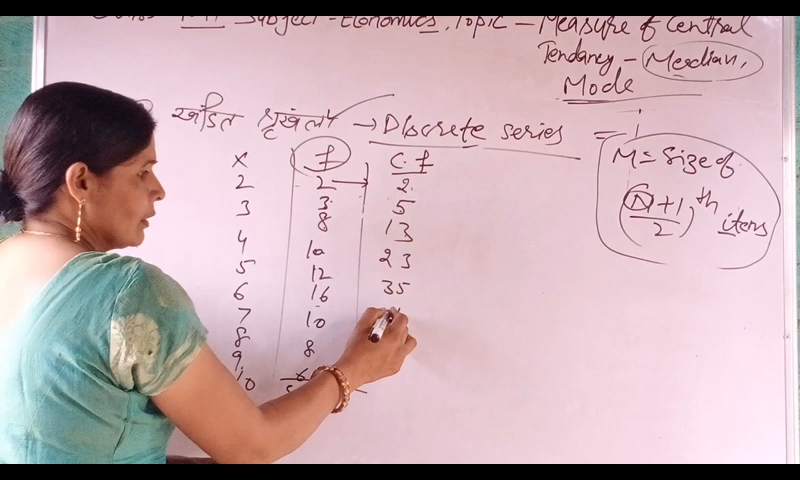 Subject - Economics, Topic - Measure of Central
Tendancy - Median,
Mode
खंडित श्रृंखला → Discrete series =
x f c.f
2 2 2
3 3 5
4 8 13
5 10 23
6 12 35
7 16
8 10
9 8
10
M = Size of
(N+1/2)th items